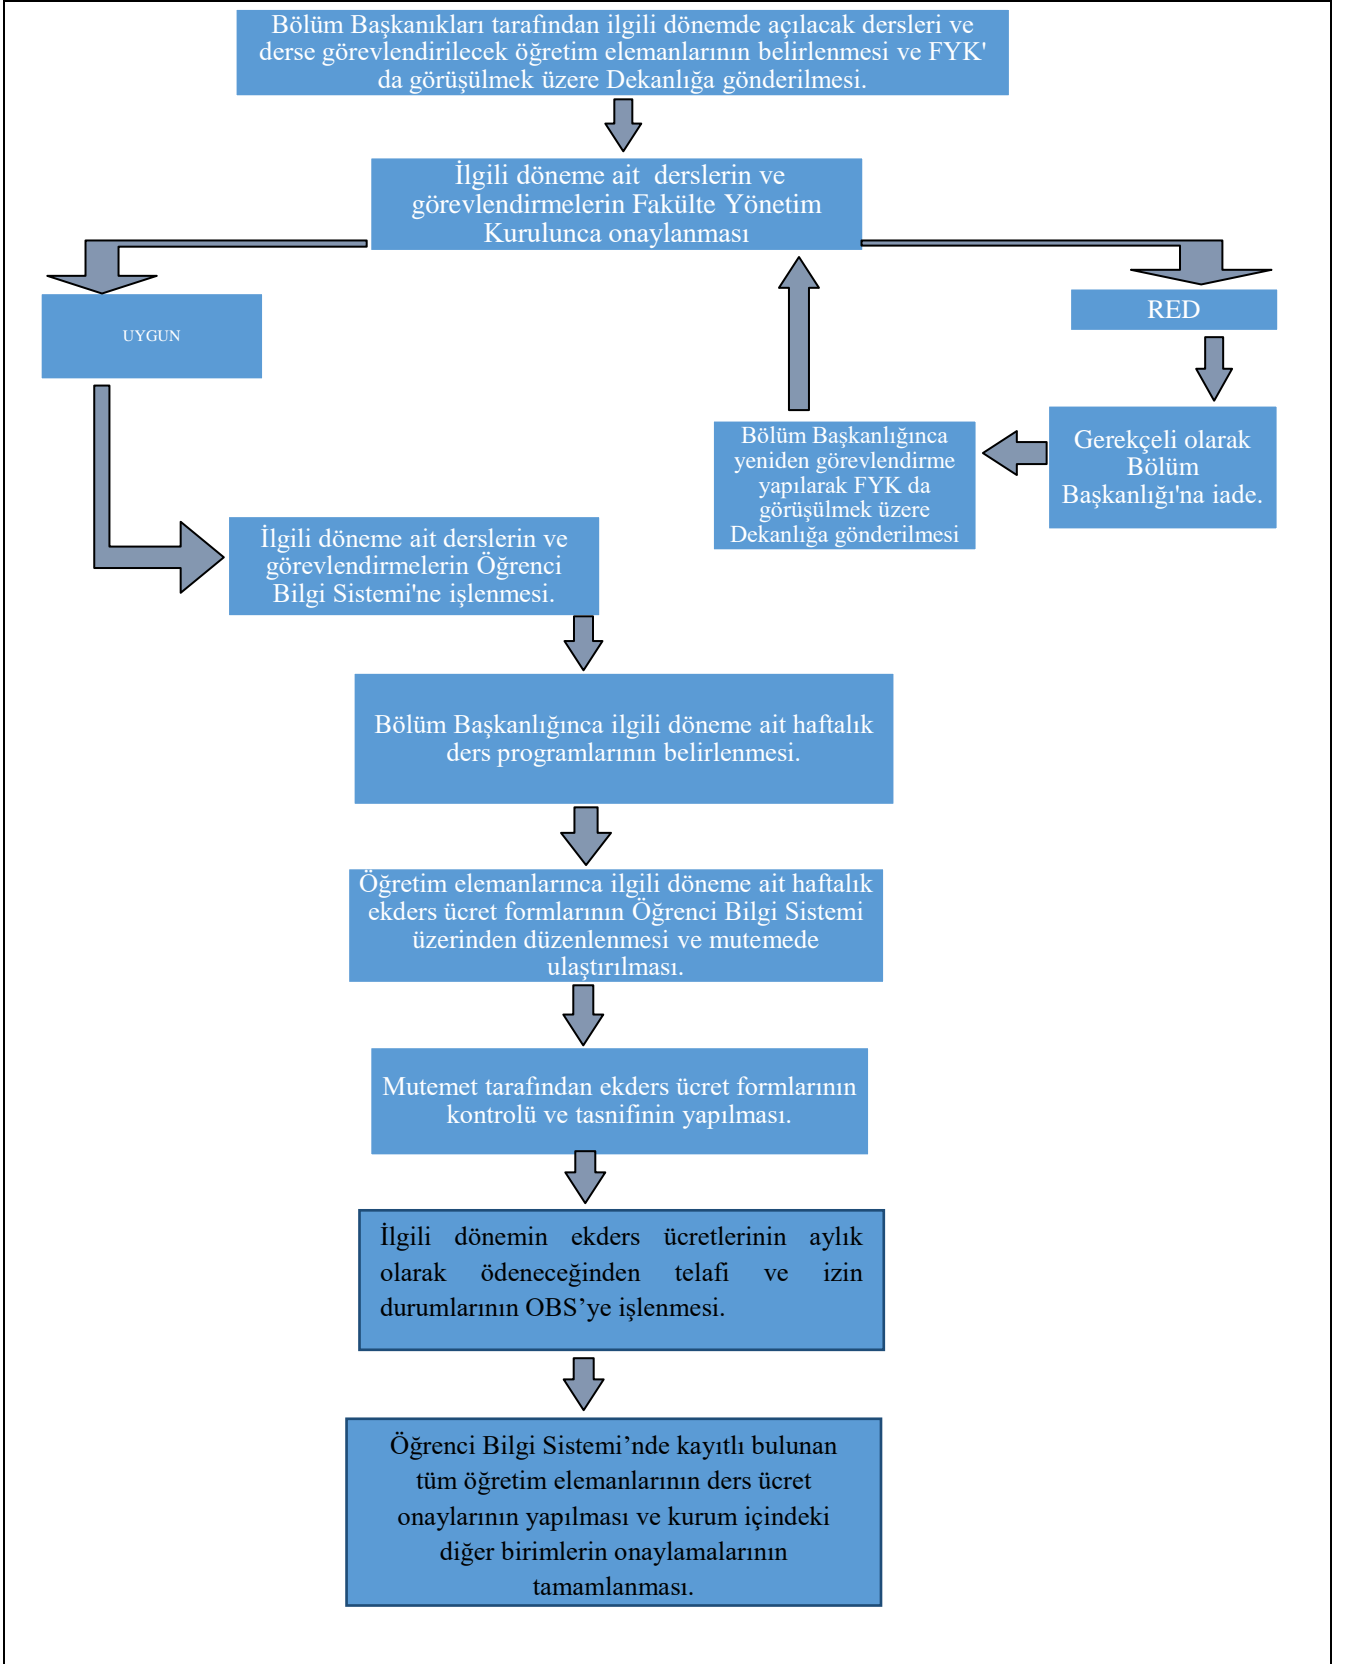 Bölüm Başkanıkları tarafından ilgili dönemde açılacak dersleri ve
derse görevlendirilecek öğretim elemanlarının belirlenmesi ve FYK'
da görüşülmek üzere Dekanlığa gönderilmesi.
İlgili döneme ait derslerin ve
görevlendirmelerin Fakülte Yönetim
Kurulunca onaylanması
UYGUN
RED
Gerekçeli olarak
Bölüm
Başkanlığı'na iade.
Bölüm Başkanlığınca
yeniden görevlendirme
yapılarak FYK da
görüşülmek üzere
Dekanlığa gönderilmesi
İlgili döneme ait derslerin ve
görevlendirmelerin Öğrenci
Bilgi Sistemi'ne işlenmesi.
Bölüm Başkanlığınca ilgili döneme ait haftalık
ders programlarının belirlenmesi.
Öğretim elemanlarınca ilgili döneme ait haftalık
ekders ücret formlarının Öğrenci Bilgi Sistemi
üzerinden düzenlenmesi ve mutemede
ulaştırılması.
Mutemet tarafından ekders ücret formlarının
kontrolü ve tasnifinin yapılması.
İlgili dönemin ekders ücretlerinin aylık
olarak ödeneceğinden telafi ve izin
durumlarının OBS’ye işlenmesi.
Öğrenci Bilgi Sistemi’nde kayıtlı bulunan
tüm öğretim elemanlarının ders ücret
onaylarının yapılması ve kurum içindeki
diğer birimlerin onaylamalarının
tamamlanması.